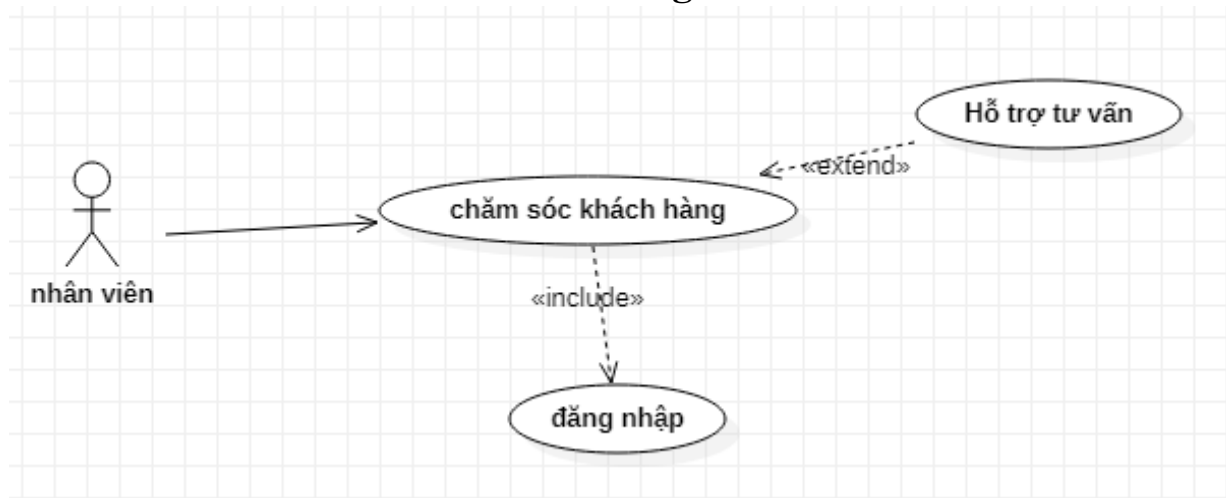 Hỗ trợ tư vấn
«extend»
chăm sóc khách hàng
nhân viên
«include»
đăng nhập